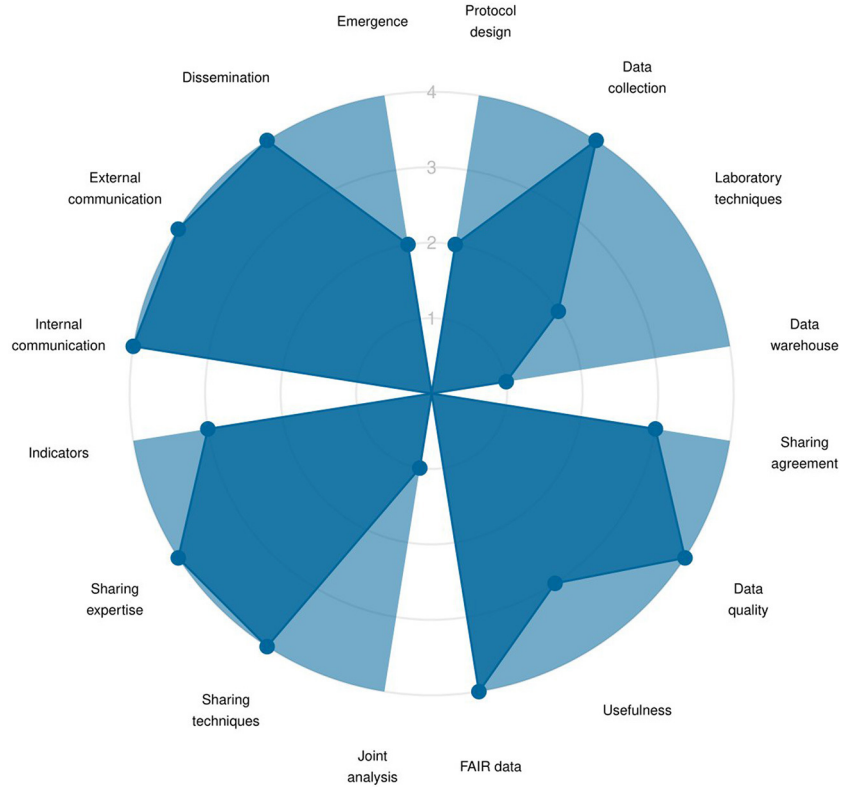 Emergence
Protocol
design
Data
collection
Laboratory
techniques
Data
warehouse
Sharing
agreement
Data
quality
Usefulness
FAIR data
Joint
analysis
Sharing
techniques
Sharing
expertise
Indicators
Internal
communication
External
communication
Dissemination
4
3
2
1